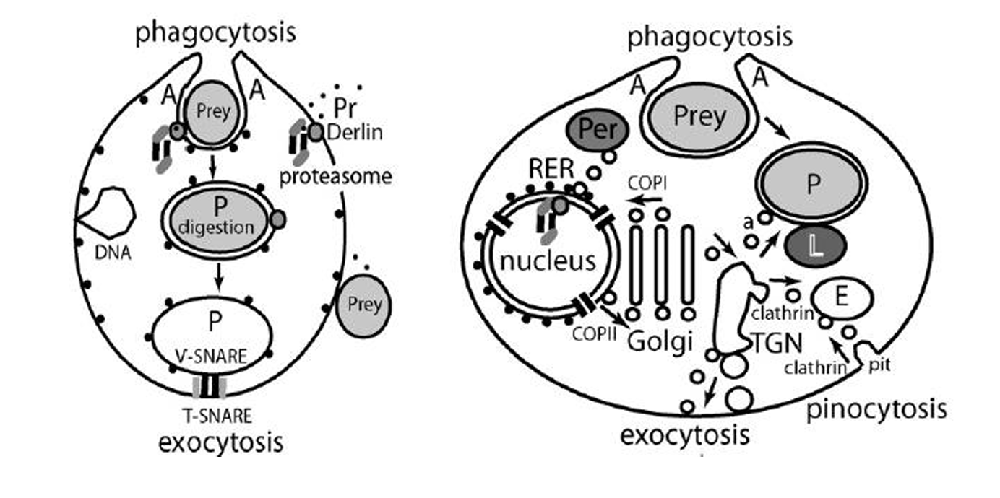 phagocytosis
A
A
Prey
Pr
Derlin
proteasome
P
digestion
DNA
Prey
P
V-SNARE
T-SNARE
exocytosis
phagocytosis
A
A
Prey
Per
RER
COPI
P
a
L
nucleus
E
clathrin
COPII
Golgi
TGN
clathrin
pit
pinocytosis
exocytosis